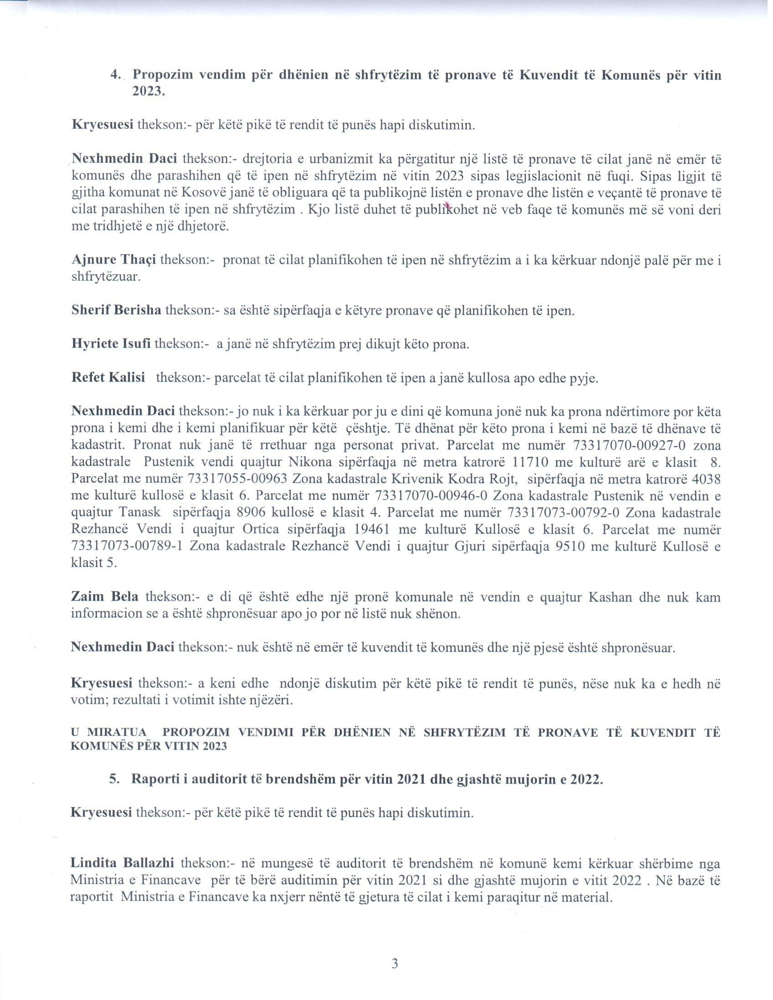 4. Propozim vendim për dhënien në shfrytëzim të pronave të Kuvendit të Komunës për vitin
2023.
Kryesuesi thekson:- për këtë pikë të rendit të punës hapi diskutimin.
Nexhmedin Daci thekson:- drejtoria e urbanizmit ka përgatitur një listë të pronave të cilat janë në emër të
komunës dhe parashihen që të ipen në shfrytëzim në vitin 2023 sipas legjislacionit në fuqi. Sipas ligjit të
gjitha komunat në Kosovë janë të obliguara që ta publikojnë listën e pronave dhe listën e veçantë të pronave të
cilat parashihen të ipen në shfrytëzim . Kjo listë duhet të publikohet në veb faqe të komunës më së voni deri
me tridhjetë e një dhjetorë.
Ajnure Thaçi thekson:- pronat të cilat planifikohen të ipen në shfrytëzim a i ka kërkuar ndonjë palë për me i
shfrytëzuar.
Sherif Berisha thekson:- sa është sipërfaqja e këtyre pronave që planifikohen të ipen.
Hyriete Isufi thekson:- a janë në shfrytëzim prej dikujt këto prona.
Refet Kalisi thekson:- parcelat të cilat planifikohen të ipen a janë kullosa apo edhe pyje.
Nexhmedin Daci thekson:- jo nuk i ka kërkuar por ju e dini që komuna jonë nuk ka prona ndërtimore por këta
prona i kemi dhe i kemi planifikuar për këtë çështje. Të dhënat për këto prona i kemi në bazë të dhënave të
kadastrit. Pronat nuk janë të rrethuar nga personat privat. Parcelat me numër 73317070-00927-0 zona
kadastrale Pustenik vendi quajtur Nikona sipërfaqja në metra katrorë 11710 me kulturë arë e klasit 8.
Parcelat me numër 73317055-00963 Zona kadastrale Krivenik Kodra Rojt, sipërfaqja në metra katrorë 4038
me kulturë kullosë e klasit 6. Parcelat me numër 73317070-00946-0 Zona kadastrale Pustenik në vendin e
quajtur Tanask sipërfaqja 8906 kullosë e klasit 4. Parcelat me numër 73317073-00792-0 Zona kadastrale
Rezhancë Vendi i quajtur Ortica sipërfaqja 19461 me kulturë Kullosë e klasit 6. Parcelat me numër
73317073-00789-1 Zona kadastrale Rezhancë Vendi i quajtur Gjuri sipërfaqja 9510 me kulturë Kullosë e
klasit 5.
Zaim Bela thekson:- e di që është edhe një pronë komunale në vendin e quajtur Kashan dhe nuk kam
informacion se a është shpronësuar apo jo por në listë nuk shënon.
Nexhmedin Daci thekson:- nuk është në emër të kuvendit të komunës dhe një pjesë është shpronësuar.
Kryesuesi thekson:- a keni edhe ndonjë diskutim për këtë pikë të rendit të punës, nëse nuk ka e hedh në
votim; rezultati i votimit ishte njëzëri.
U MIRATUA PROPOZIM VENDIMI PËR DHËNIEN NË SHFRYTËZIM TË PRONAVE TË KUVENDIT TË
KOMUNËS PËR VITIN 2023
5. Raporti i auditorit të brendshëm për vitin 2021 dhe gjashtë mujorin e 2022.
Kryesuesi thekson:- për këtë pikë të rendit të punës hapi diskutimin.
Lindita Ballazhi thekson:- në mungesë të auditorit të brendshëm në komunë kemi kërkuar shërbime nga
Ministria e Financave për të bërë auditimin për vitin 2021 si dhe gjashtë mujorin e vitit 2022 . Në bazë të
raportit Ministria e Financave ka nxjerr nëntë të gjetura të cilat i kemi paraqitur në material.
3